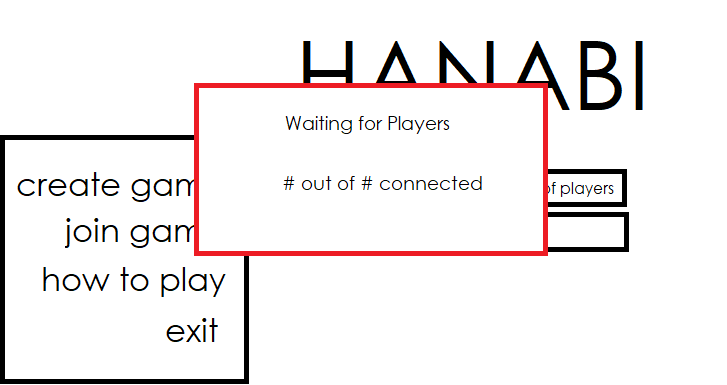 HANABI
Waiting for Players
# out of # connected
of players
create gam
join gam
how to play
exit